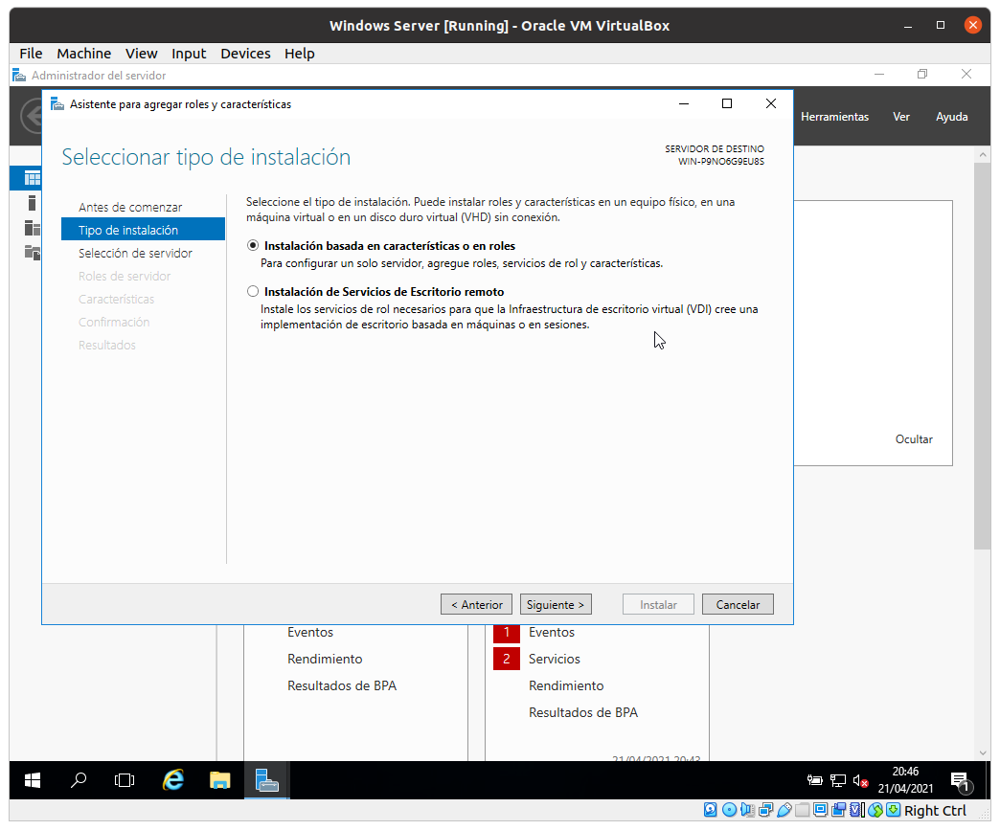 Windows Server [Running] - Oracle VM VirtualBox
File Machine View Input Devices Help
Administrador del servidor
Asistente para agregar roles y características
Herramientas Ver Ayuda
Seleccionar tipo de instalación
SERVIDOR DE DESTINO
WIN-P9NO6G9EU8S
Antes de comenzar
Tipo de instalación
Selección de servidor
Roles de servidor
Características
Confirmación
Resultados
Seleccione el tipo de instalación. Puede instalar roles y características en un equipo físico, en una
máquina virtual o en un disco duro virtual (VHD) sin conexión.
Instalación basada en características o en roles
Para configurar un solo servidor, agregue roles, servicios de rol y características.
Instalación de Servicios de Escritorio remoto
Instale los servicios de rol necesarios para que la Infraestructura de escritorio virtual (VDI) cree una
implementación de escritorio basada en máquinas o en sesiones.
Ocultar
< Anterior Siguiente > Instalar Cancelar
Eventos
Rendimiento
Resultados de BPA
1 Eventos
2 Servicios
Rendimiento
Resultados de BPA
21/04/2021 20:43
20:46
21/04/2021
1
Right Ctrl